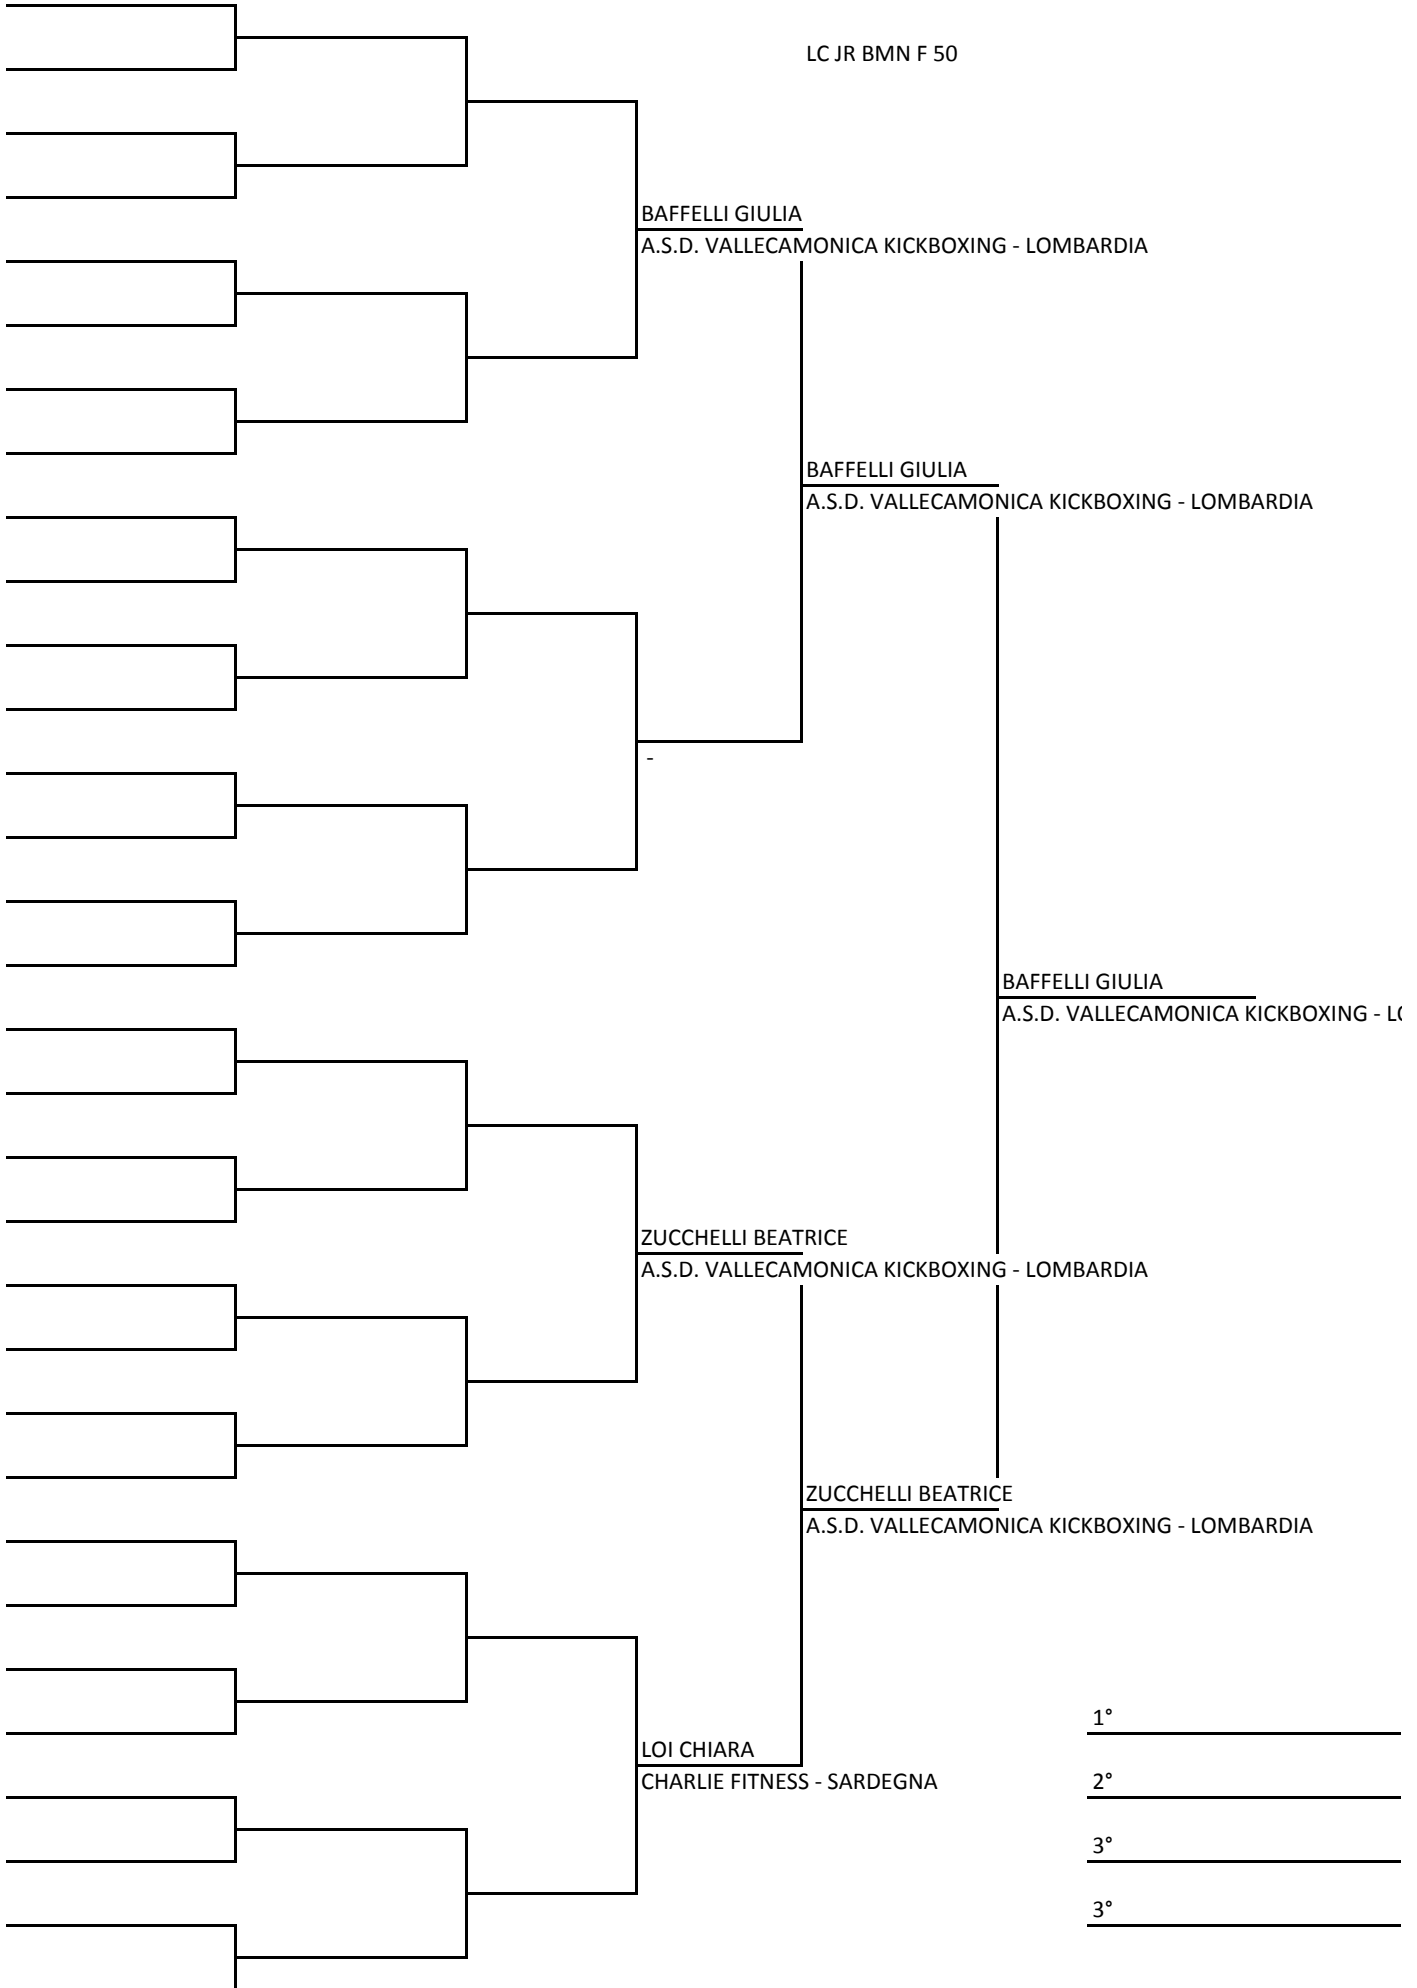 LC JR BMN F 50
BAFFELLI GIULIA
A.S.D. VALLECAMONICA KICKBOXING - LOMBARDIA
BAFFELLI GIULIA
A.S.D. VALLECAMONICA KICKBOXING - LOMBARDIA
-
BAFFELLI GIULIA
A.S.D. VALLECAMONICA KICKBOXING - LO
ZUCCHELLI BEATRICE
A.S.D. VALLECAMONICA KICKBOXING - LOMBARDIA
ZUCCHELLI BEATRICE
A.S.D. VALLECAMONICA KICKBOXING - LOMBARDIA
1°
LOI CHIARA
CHARLIE FITNESS - SARDEGNA
2°
3°
3°